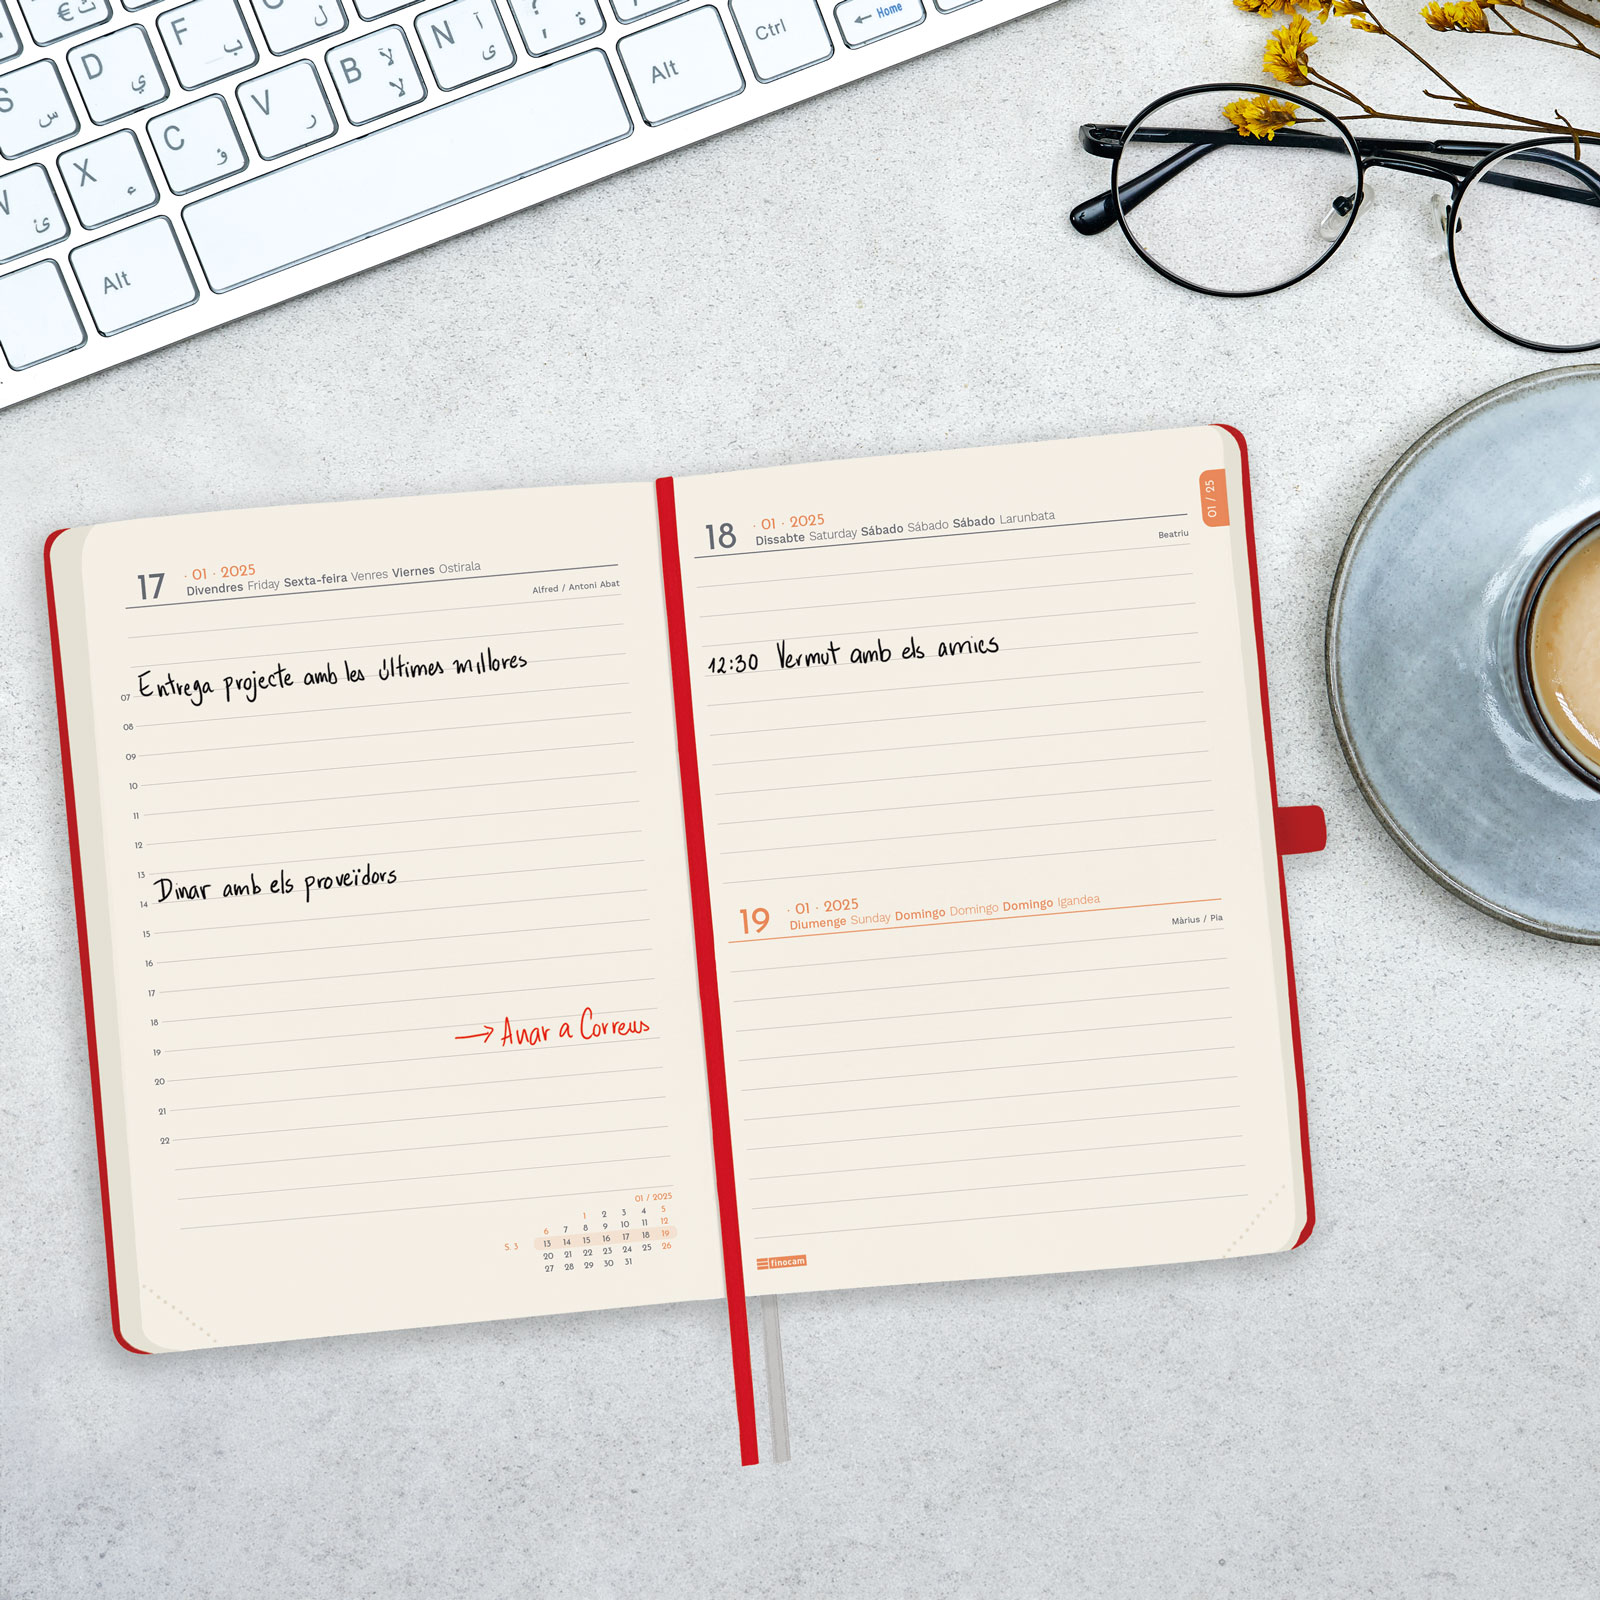 € ث
F ب
ل
D ي
S س
N آ ى
؟ ة
B لآ لا
V ر
C ؤ
X ء
ئ
Alt
Alt
Ctrl
← Home
17 · 01 · 2025
Divendres Friday Sexta-feira Venres Viernes Ostirala
Alfred / Antoni Abat
07 Entrega projecte amb les últimes millores
08
09
10
11
12
13
14 Dinar amb els proveïdors
15
16
17
18
→ Anar a Correus
19
20
21
22
01 / 2025
1 2 3 4 5
6 7 8 9 10 11 12
S. 3 13 14 15 16 17 18 19
20 21 22 23 24 25 26
27 28 29 30 31
01 / 25
18 · 01 · 2025
Dissabte Saturday Sábado Sábado Sábado Larunbata
Beatriu
12:30 Vermut amb els amics
19 · 01 · 2025
Diumenge Sunday Domingo Domingo Domingo Igandea
Màrius / Pia
finocam